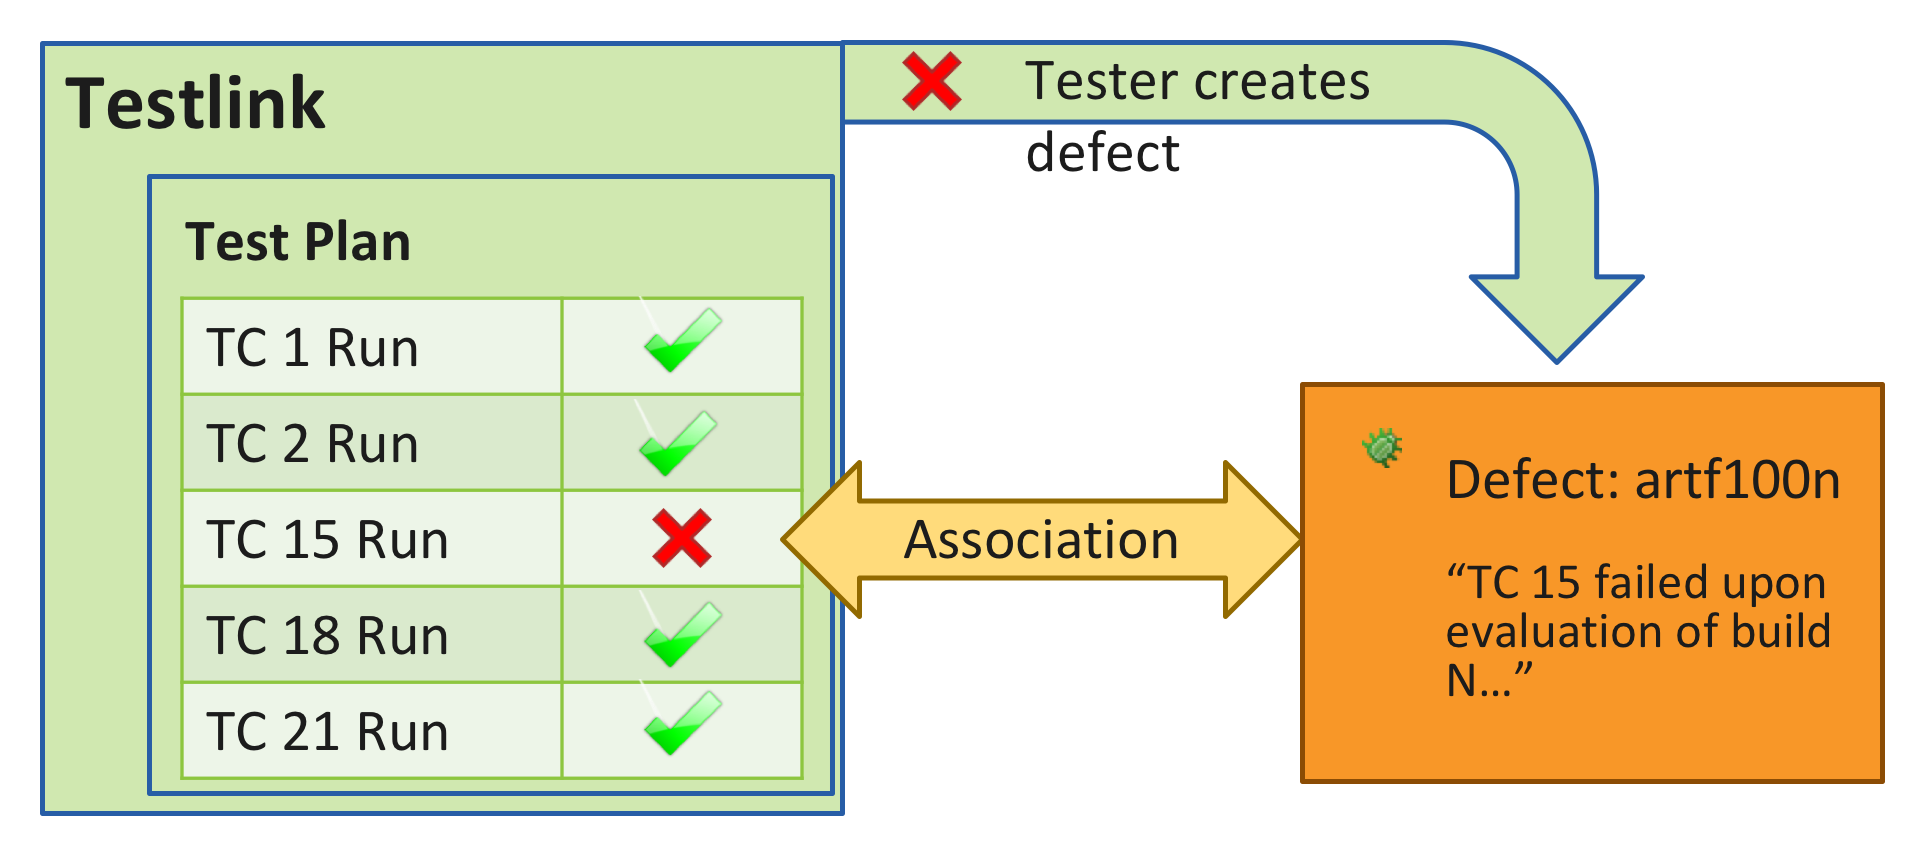 Testlink
Tester creates
defect
Test Plan
TC 1 Run
TC 2 Run
TC 15 Run
TC 18 Run
TC 21 Run
Association
Defect: artf100n
“TC 15 failed upon
evaluation of build
N…”